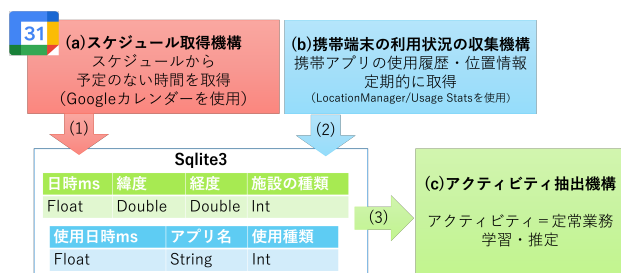 31
(a)スケジュール取得機構
スケジュールから
予定のない時間を取得
(Googleカレンダーを使用)
(b)携帯端末の利用状況の収集機構
携帯アプリの使用履歴・位置情報
定期的に取得
(LocationManager/Usage Statsを使用)
(1)
(2)
Sqlite3
日時ms 緯度 経度 施設の種類
Float Double Double Int
使用日時ms アプリ名 使用種類
Float String Int
(3)
(c)アクティビティ抽出機構
アクティビティ＝定常業務
学習・推定